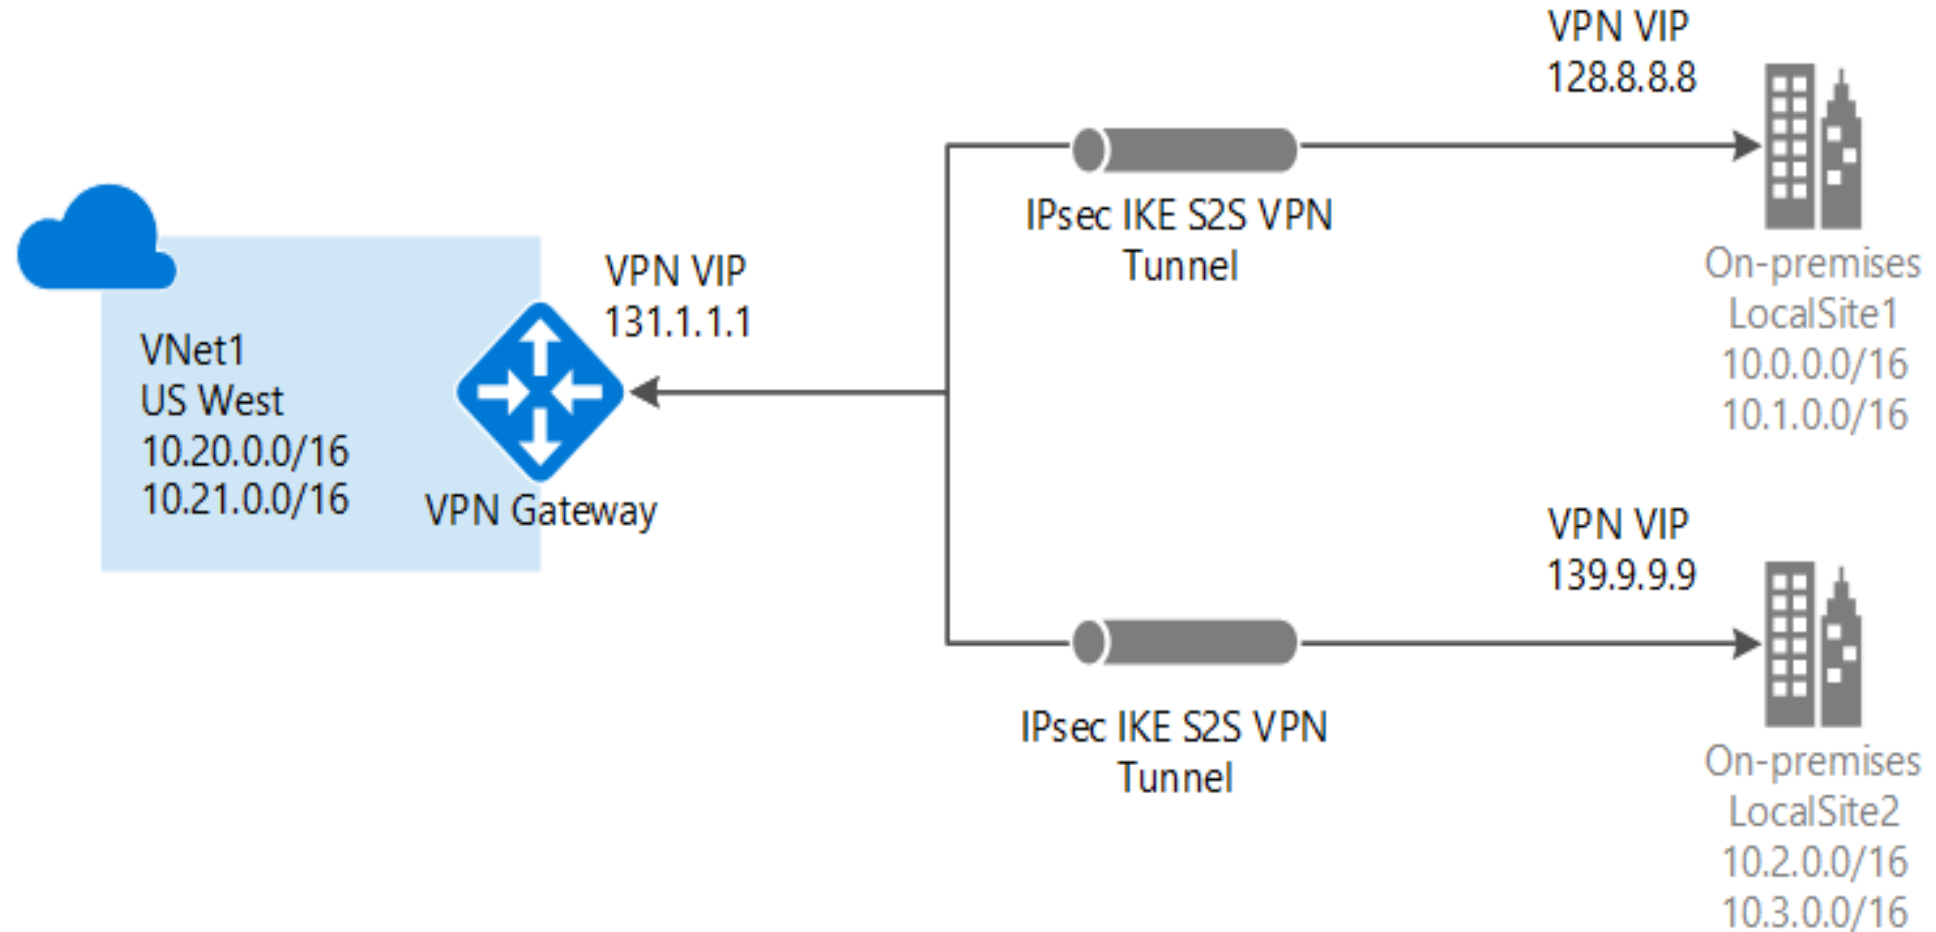 VNet1
US West
10.20.0.0/16
10.21.0.0/16
VPN Gateway
VPN VIP
131.1.1.1
IPsec IKE S2S VPN
Tunnel
VPN VIP
128.8.8.8
On-premises
LocalSite1
10.0.0.0/16
10.1.0.0/16
IPsec IKE S2S VPN
Tunnel
VPN VIP
139.9.9.9
On-premises
LocalSite2
10.2.0.0/16
10.3.0.0/16